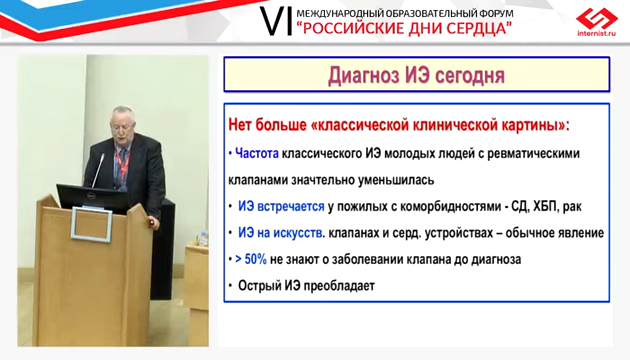 VI МЕЖДУНАРОДНЫЙ ОБРАЗОВАТЕЛЬНЫЙ ФОРУМ
“РОССИЙСКИЕ ДНИ СЕРДЦА”
internist.ru
Диагноз ИЭ сегодня
Нет больше «классической клинической картины»:
• Частота классического ИЭ молодых людей с ревматическими
клапанами значтельно уменьшилась
• ИЭ встречается у пожилых с коморбидностями - СД, ХБП, рак
• ИЭ на искусств. клапанах и серд. устройствах – обычное явление
• > 50% не знают о заболевании клапана до диагноза
• Острый ИЭ преобладает